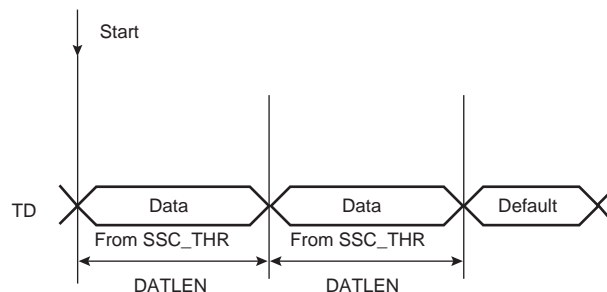 Start
TD
Data
Data
Default
From SSC_THR
From SSC_THR
DATLEN
DATLEN